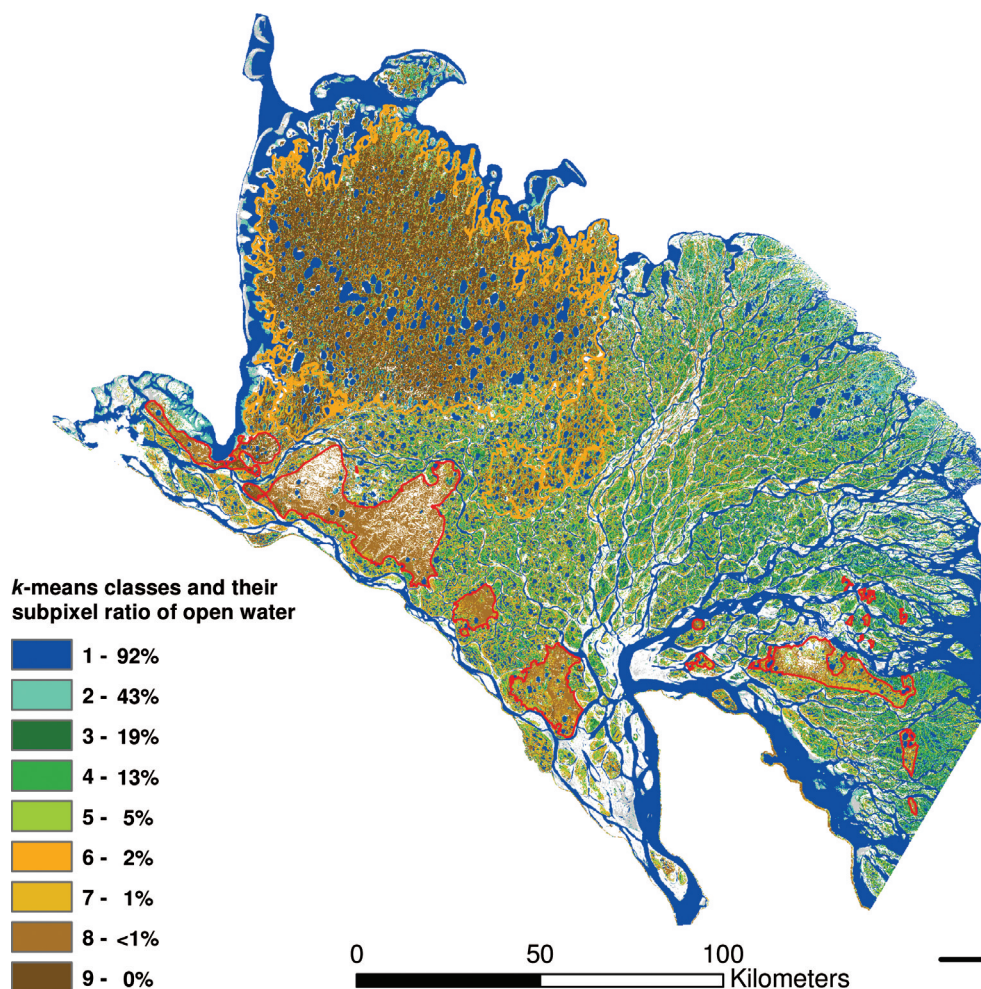 k-means classes and their
subpixel ratio of open water
1 - 92%
2 - 43%
3 - 19%
4 - 13%
5 - 5%
6 - 2%
7 - 1%
8 - <1%
9 - 0%
0 50 100
Kilometers